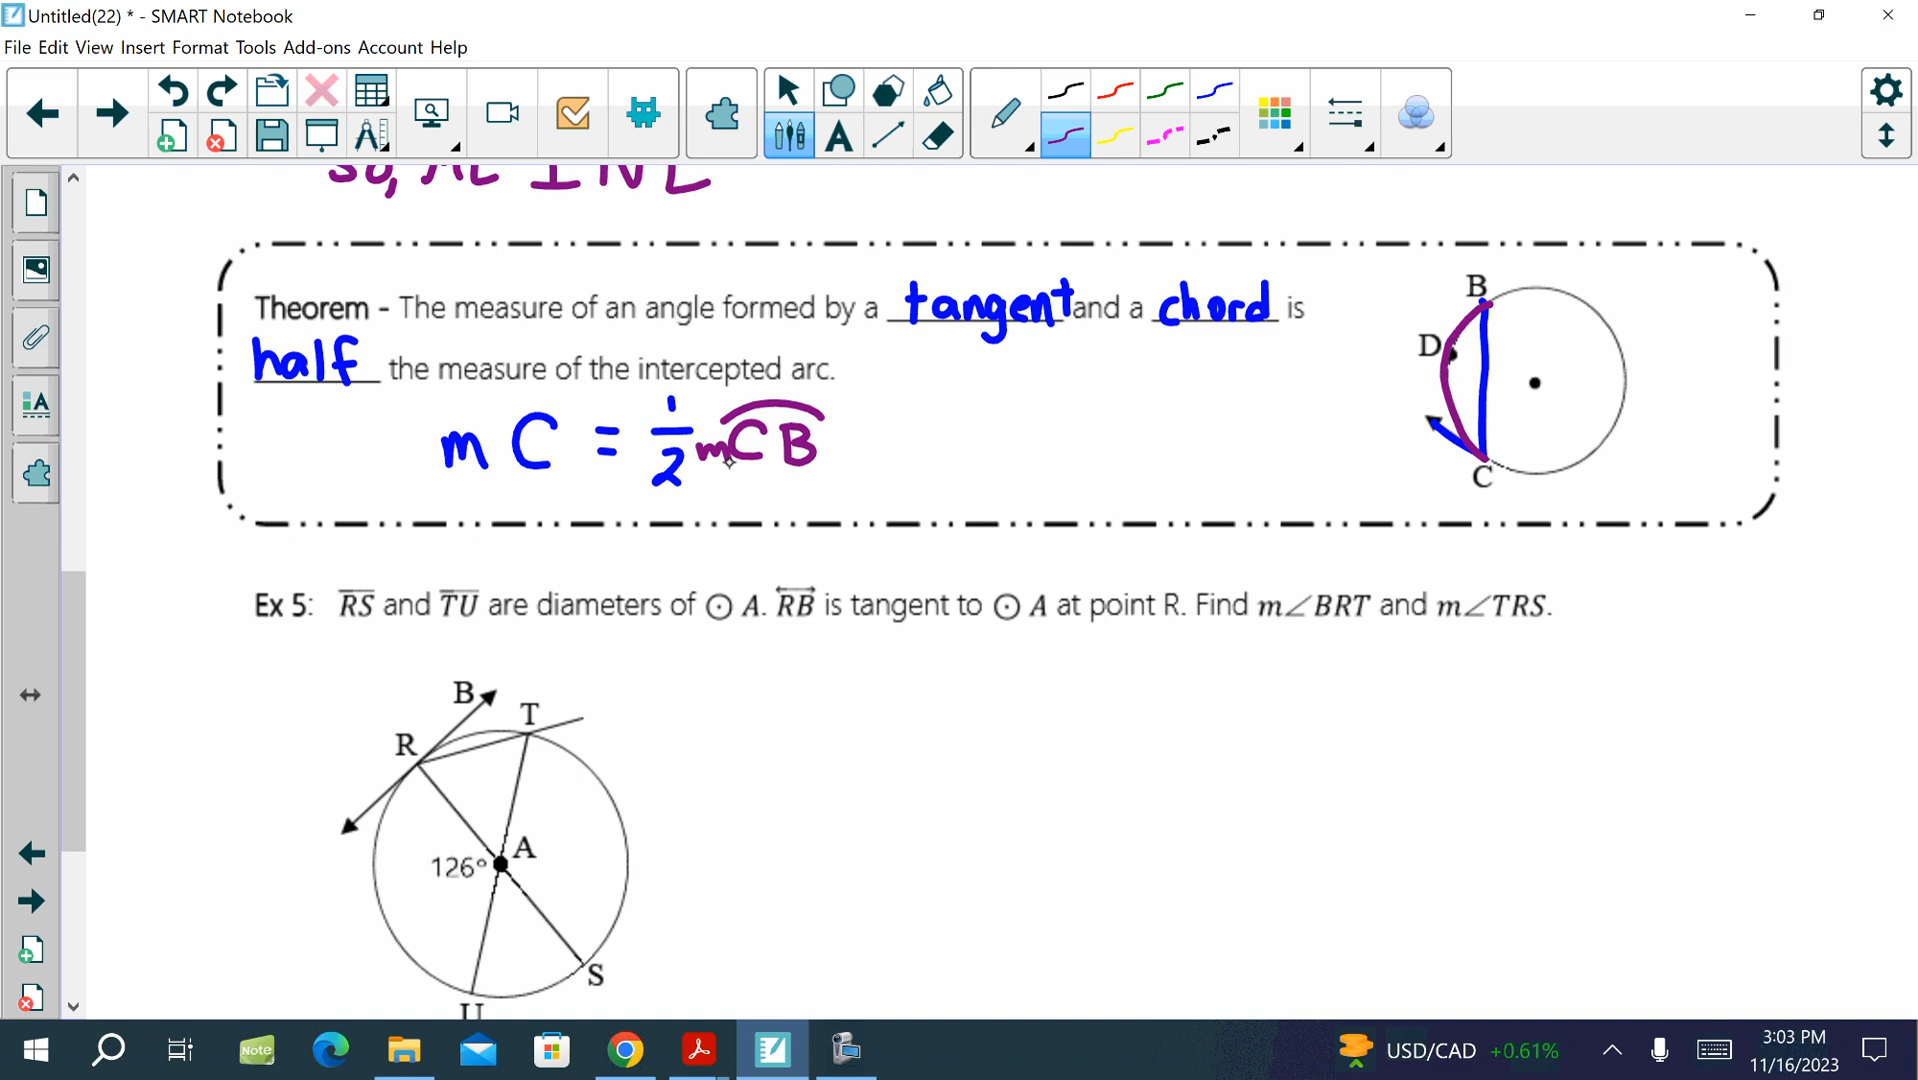 Untitled(22) * - SMART Notebook
File Edit View Insert Format Tools Add-ons Account Help
so,
Theorem - The measure of an angle formed by a tangent and a chord is
half the measure of the intercepted arc.
m C = 1/2 mCB
B
D
C
Ex 5: RS and TU are diameters of ⊙ A. RB is tangent to ⊙ A at point R. Find m∠BRT and m∠TRS.
B
T
R
A
126°
S
U
Note
USD/CAD +0.61%
3:03 PM
11/16/2023